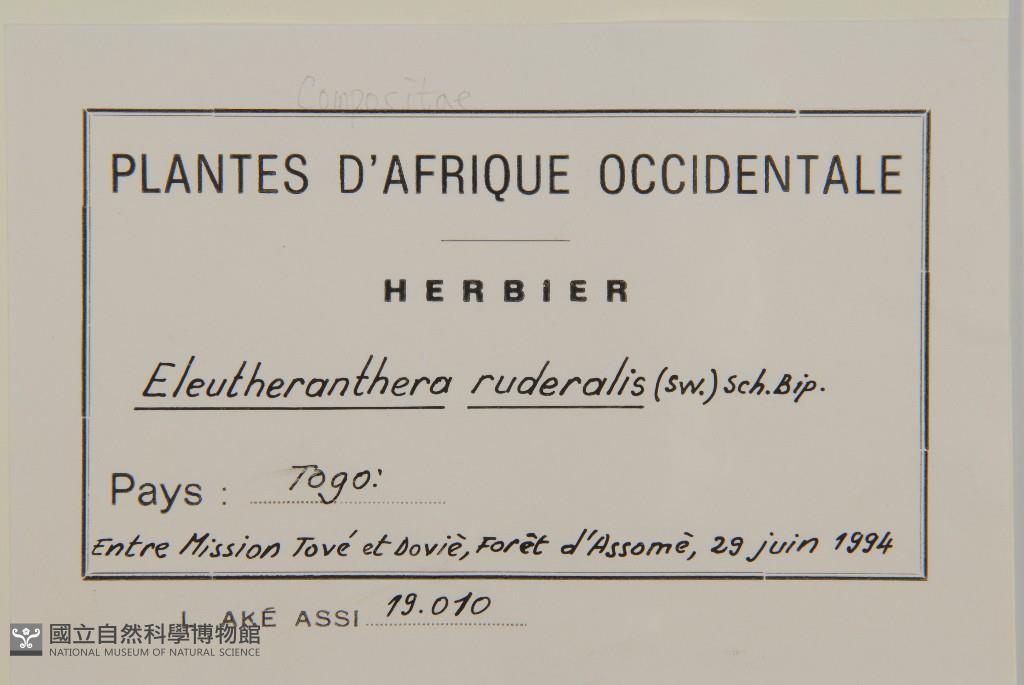 Compositae
PLANTES D'AFRIQUE OCCIDENTALE
HERBIER
Eleutheranthera ruderalis (Sw.) Sch.Bip.
Pays : Togo:
Entre Mission Tové et Doviè, Forêt d'Assomè, 29 juin 1994
L. AKÉ ASSI 19.010
國立自然科學博物館
NATIONAL MUSEUM OF NATURAL SCIENCE